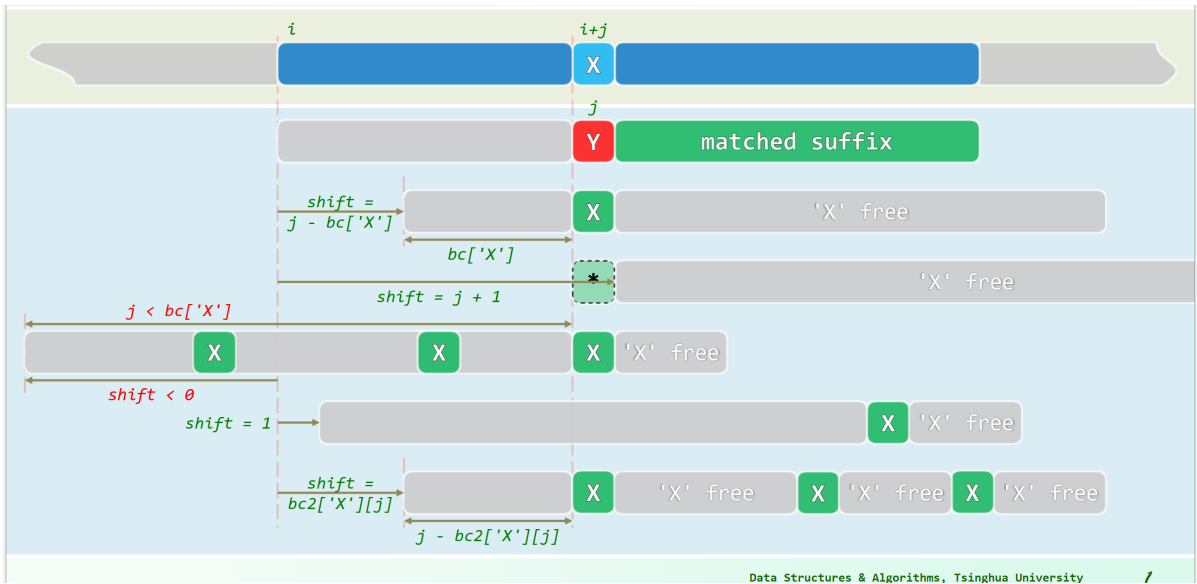 i
i+j
X
j
Y
matched suffix
shift =
j - bc['X']
X
'X' free
bc['X']
*
'X' free
shift = j + 1
j < bc['X']
X
X
X
'X' free
shift < 0
shift = 1
X
'X' free
shift =
bc2['X'][j]
X
'X' free
X
'X' free
X
'X' free
j - bc2['X'][j]
Data Structures & Algorithms, Tsinghua University